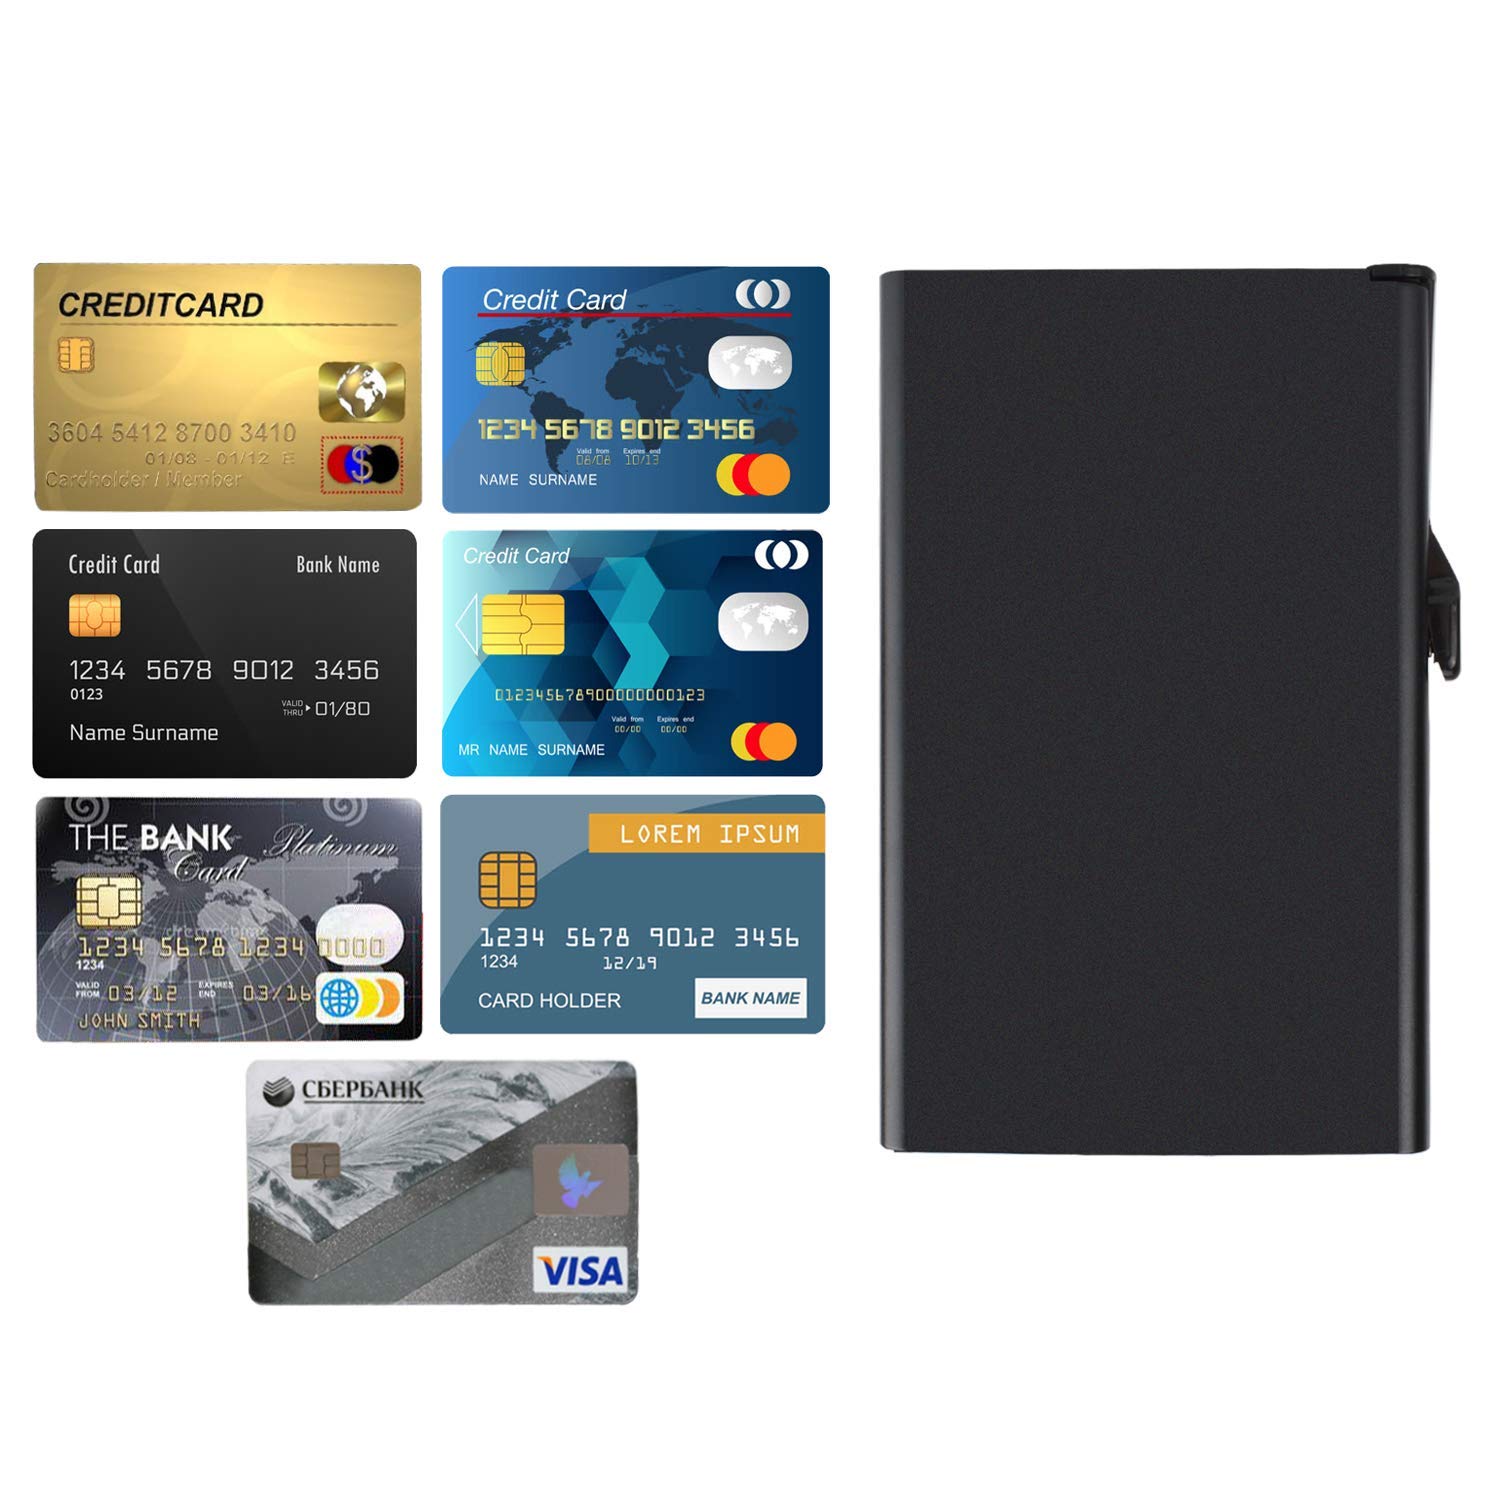 CREDITCARD
3604 5412 8700 3410
01/08 - 01/12 E
Cardholder / Member
$
Credit Card
1234 5678 9012 3456
Valid from Expires end
08/08 10/13
NAME SURNAME
Credit Card Bank Name
1234 5678 9012 3456
0123
VALID
THRU 01/80
Name Surname
Credit Card
01234567890000000000123
Valid from Expires end
00/00 00/00
MR NAME SURNAME
THE BANK Platinum
Card
1234 5678 1234 0000
1234
VALID
FROM 03/12 EXPIRES
END 03/16
JOHN SMITH
LOREM IPSUM
1234 5678 9012 3456
1234 12/19
CARD HOLDER BANK NAME
СБЕРБАНК
VISA